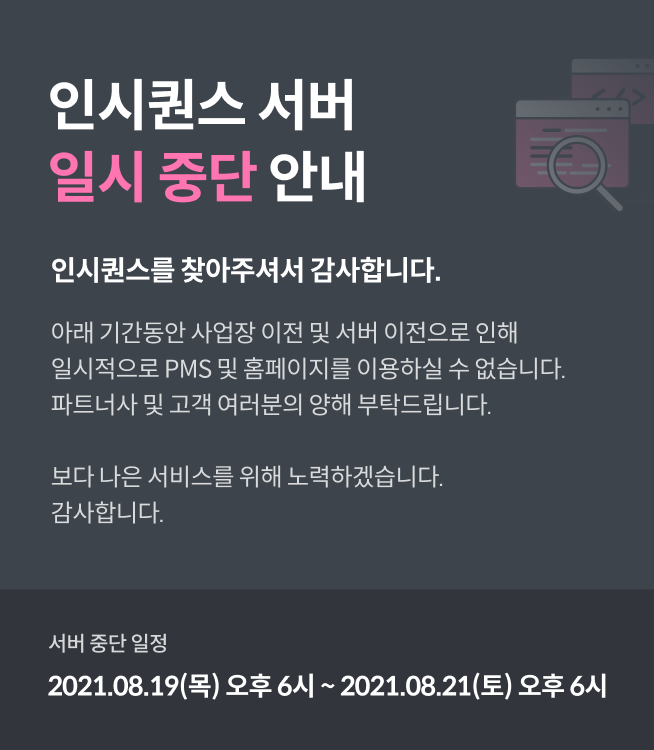 인시퀀스 서버
일시 중단 안내
인시퀀스를 찾아주셔서 감사합니다.
아래 기간동안 사업장 이전 및 서버 이전으로 인해
일시적으로 PMS 및 홈페이지를 이용하실 수 없습니다.
파트너사 및 고객 여러분의 양해 부탁드립니다.
보다 나은 서비스를 위해 노력하겠습니다.
감사합니다.
서버 중단 일정
2021.08.19(목) 오후 6시 ~ 2021.08.21(토) 오후 6시